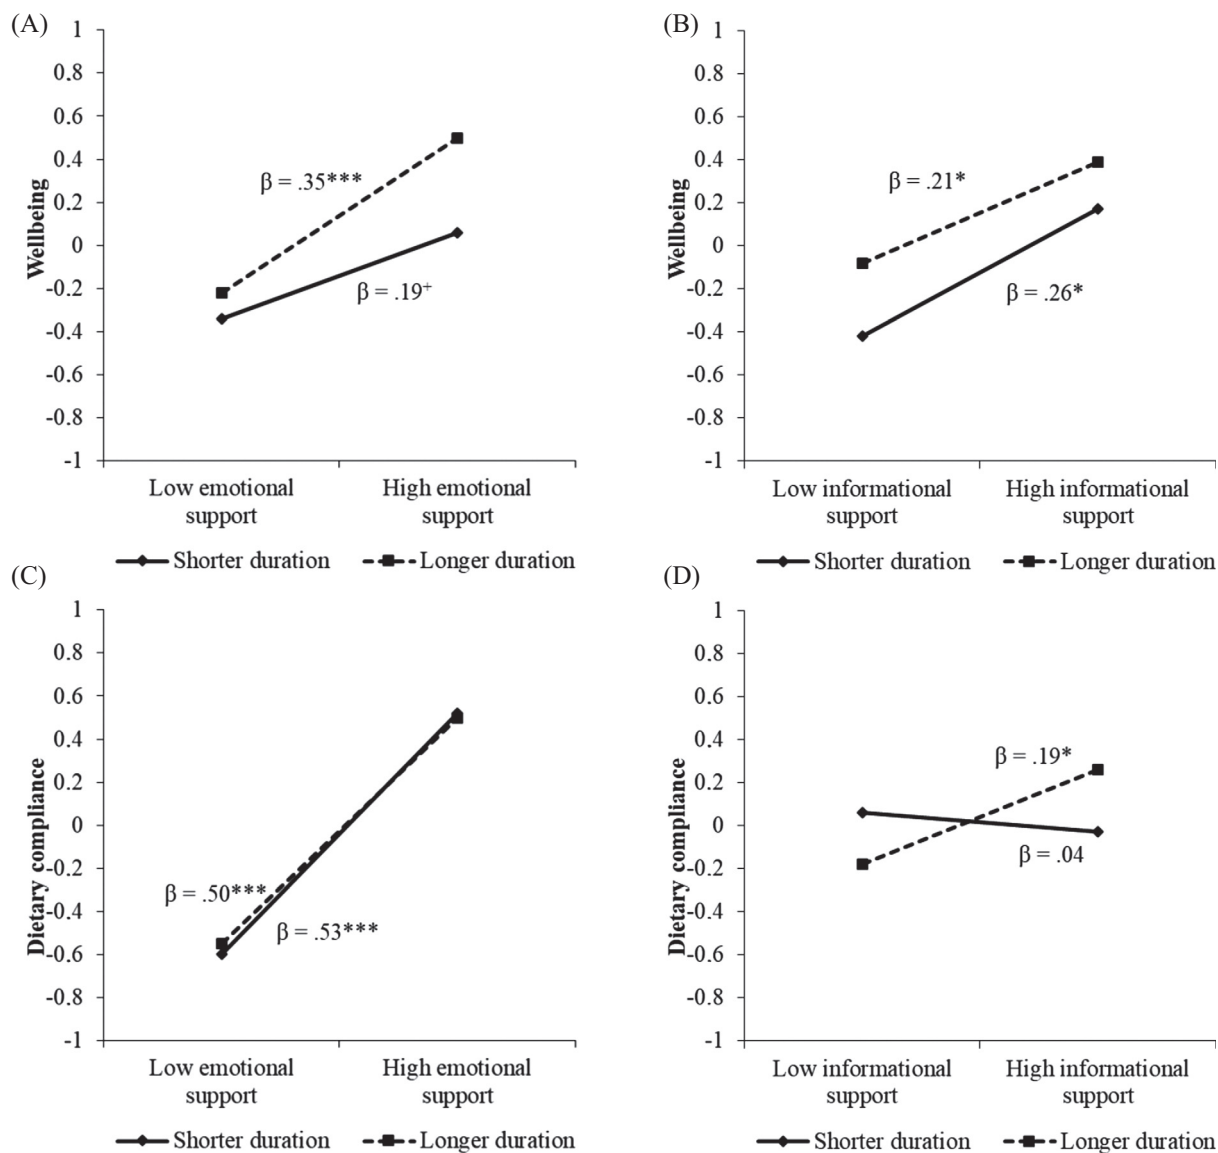 (A)
1
0.8
0.6
0.4
0.2
0
-0.2
-0.4
-0.6
-0.8
-1
Wellbeing
β = .35***
β = .19⁺
Low emotional
support
High emotional
support
Shorter duration
Longer duration
(B)
1
0.8
0.6
0.4
0.2
0
-0.2
-0.4
-0.6
-0.8
-1
Wellbeing
β = .21*
β = .26*
Low informational
support
High informational
support
Shorter duration
Longer duration
(C)
1
0.8
0.6
0.4
0.2
0
-0.2
-0.4
-0.6
-0.8
-1
Dietary compliance
β = .50***
β = .53***
Low emotional
support
High emotional
support
Shorter duration
Longer duration
(D)
1
0.8
0.6
0.4
0.2
0
-0.2
-0.4
-0.6
-0.8
-1
Dietary compliance
β = .19*
β = .04
Low informational
support
High informational
support
Shorter duration
Longer duration